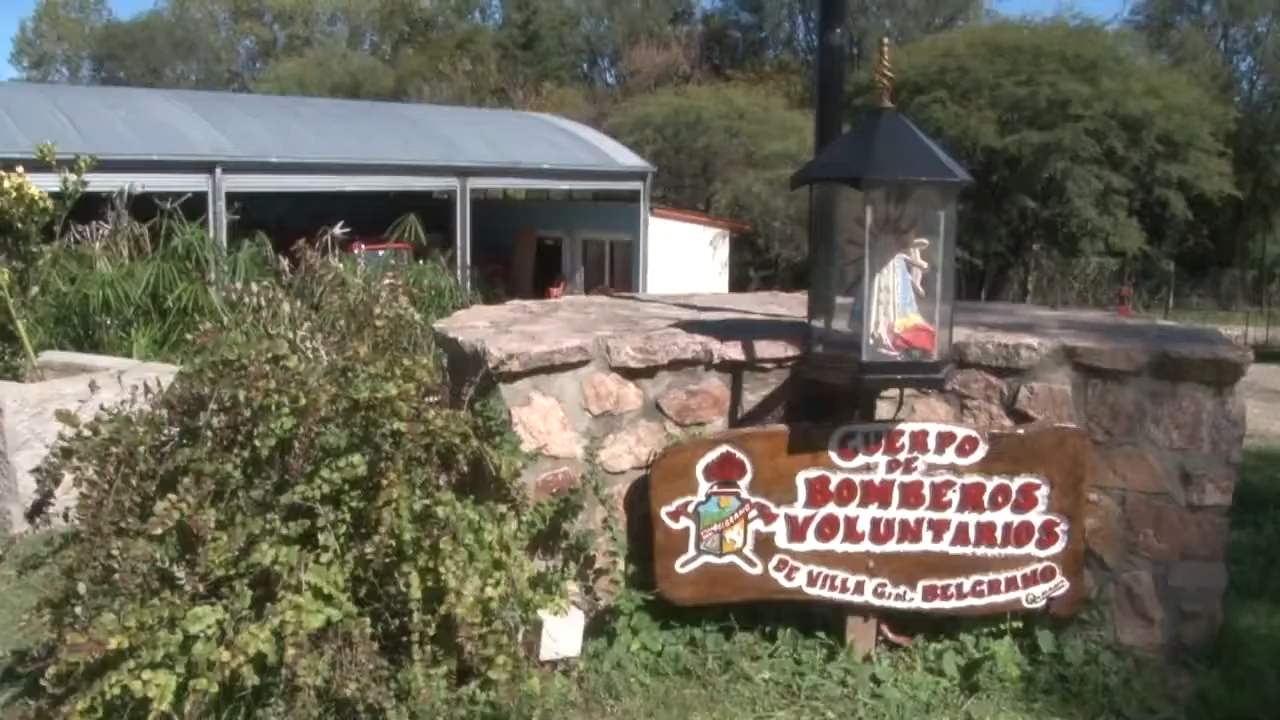 CUERPO
DE
BOMBEROS
VOLUNTARIOS
DE VILLA Gral. BELGRANO